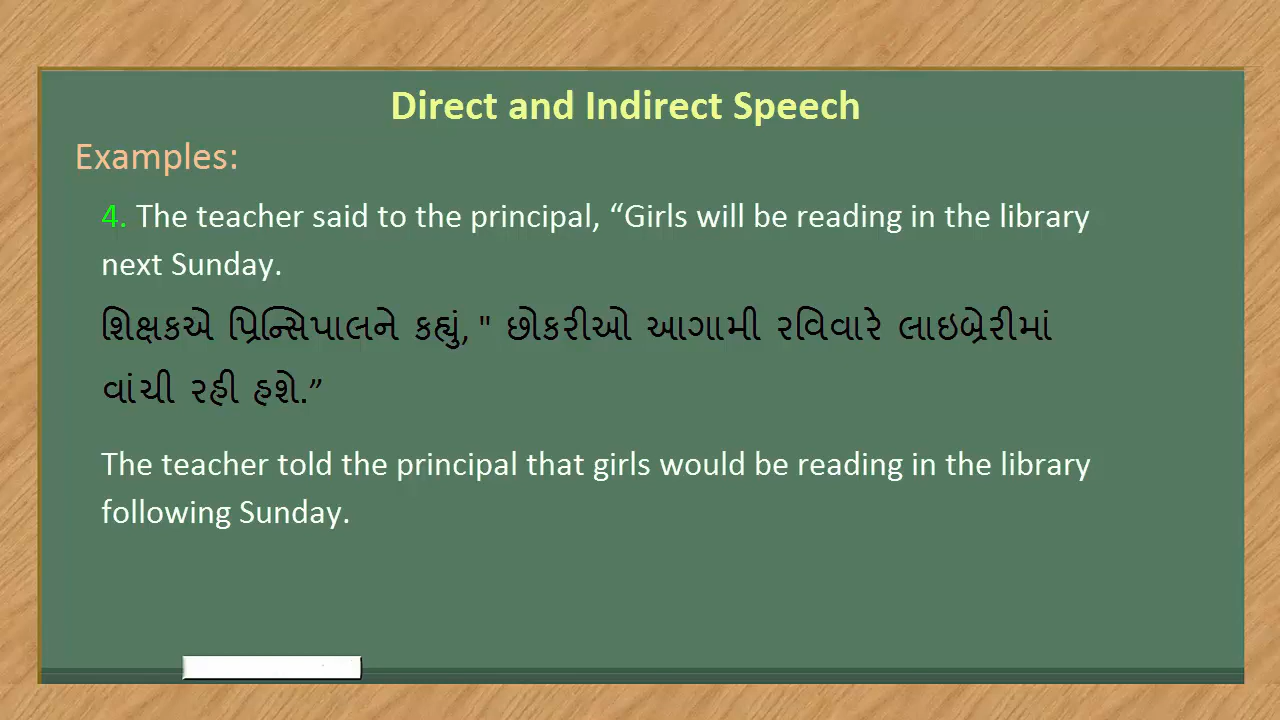 Direct and Indirect Speech
Examples:
4. The teacher said to the principal, “Girls will be reading in the library
next Sunday.
શિક્ષકએ પ્રિન્સિપાલને કહ્યું, " છોકરીઓ આગામી રવિવારે લાઇબ્રેરીમાં
વાંચી રહી હશે.”
The teacher told the principal that girls would be reading in the library
following Sunday.